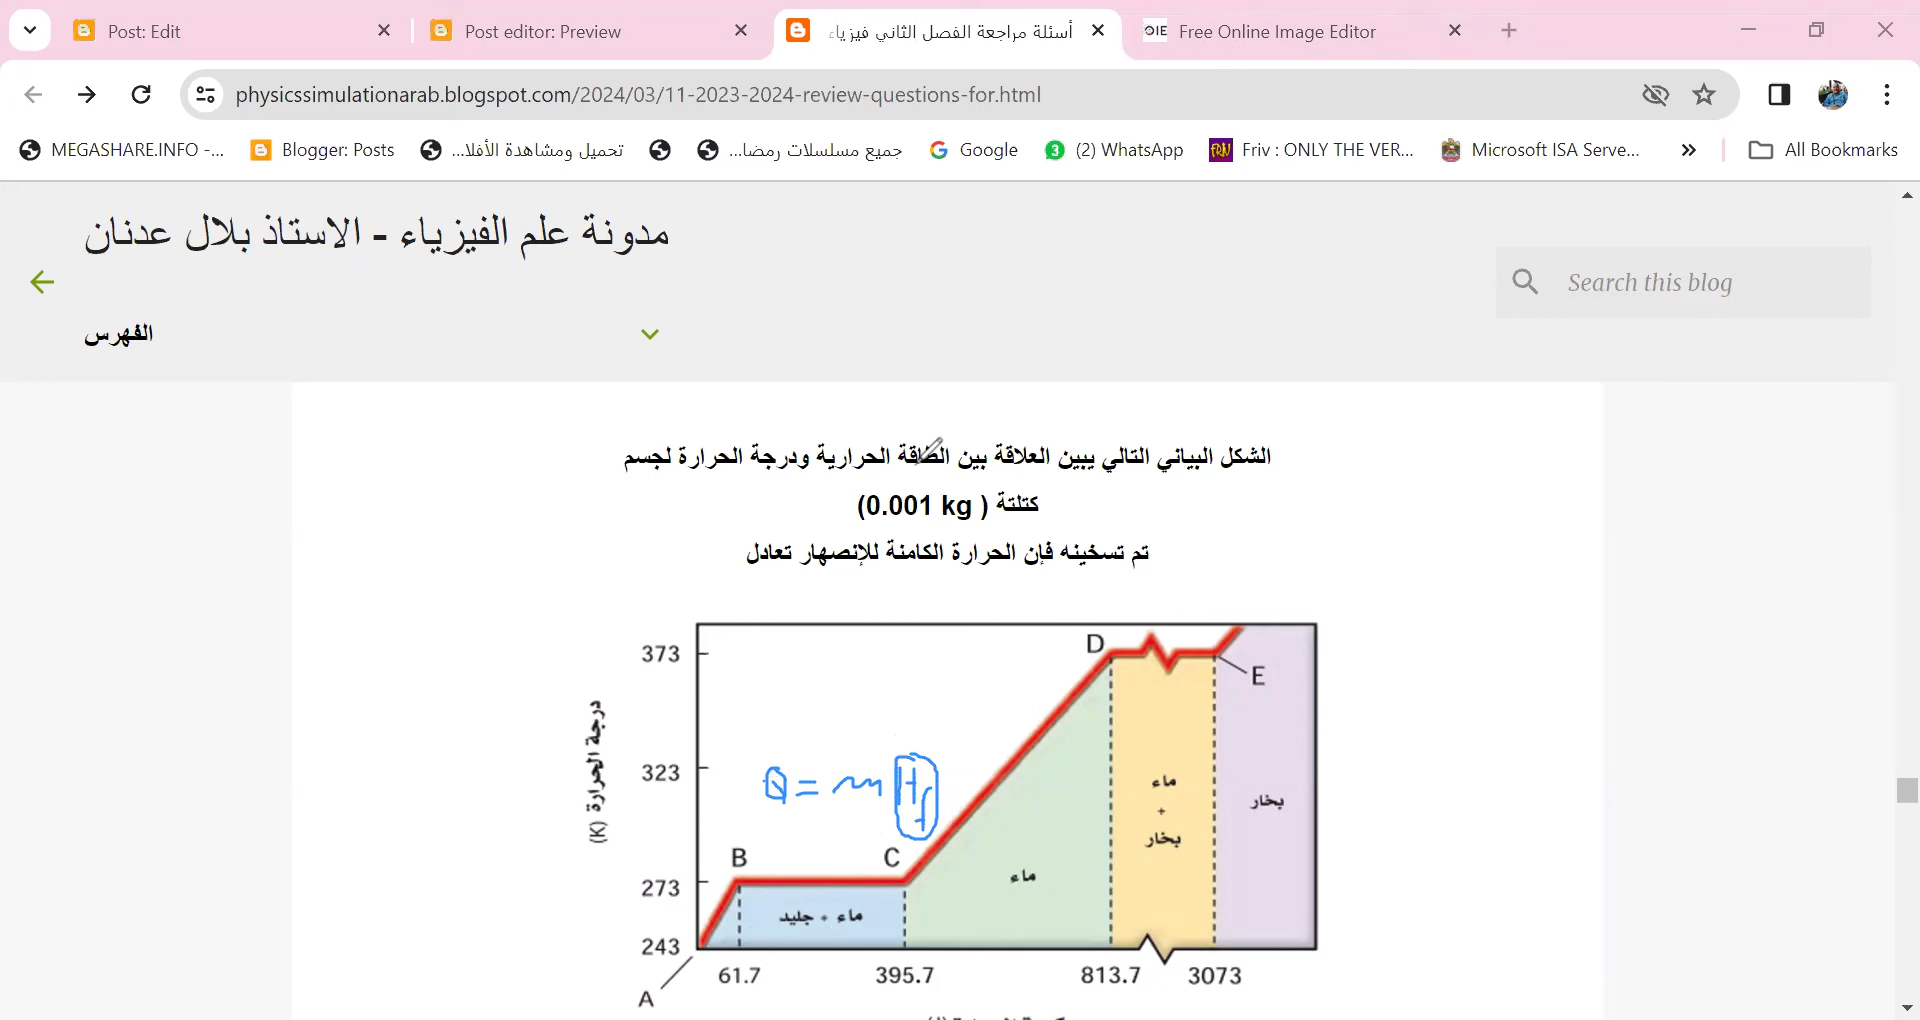 Post: Edit
Post editor: Preview
أسئلة مراجعة الفصل الثاني فيزياء
OIE Free Online Image Editor
physicssimulationarab.blogspot.com/2024/03/11-2023-2024-review-questions-for.html
MEGASHARE.INFO -...
Blogger: Posts
تحميل ومشاهدة الأفلا...
جميع مسلسلات رمضا...
Google
3 (2) WhatsApp
FRIV Friv : ONLY THE VER...
Microsoft ISA Serve...
All Bookmarks
مدونة علم الفيزياء - الاستاذ بلال عدنان
Search this blog
الفهرس
الشكل البياني التالي يبين العلاقة بين الطاقة الحرارية ودرجة الحرارة لجسم
كتلتة ( 0.001 kg)
تم تسخينه فإن الحرارة الكامنة للإنصهار تعادل
درجة الحرارة (K)
373
323
273
243
D
E
B
C
A
Q = m Hf
ماء + جليد
ماء
ماء
+
بخار
بخار
61.7
395.7
813.7
3073